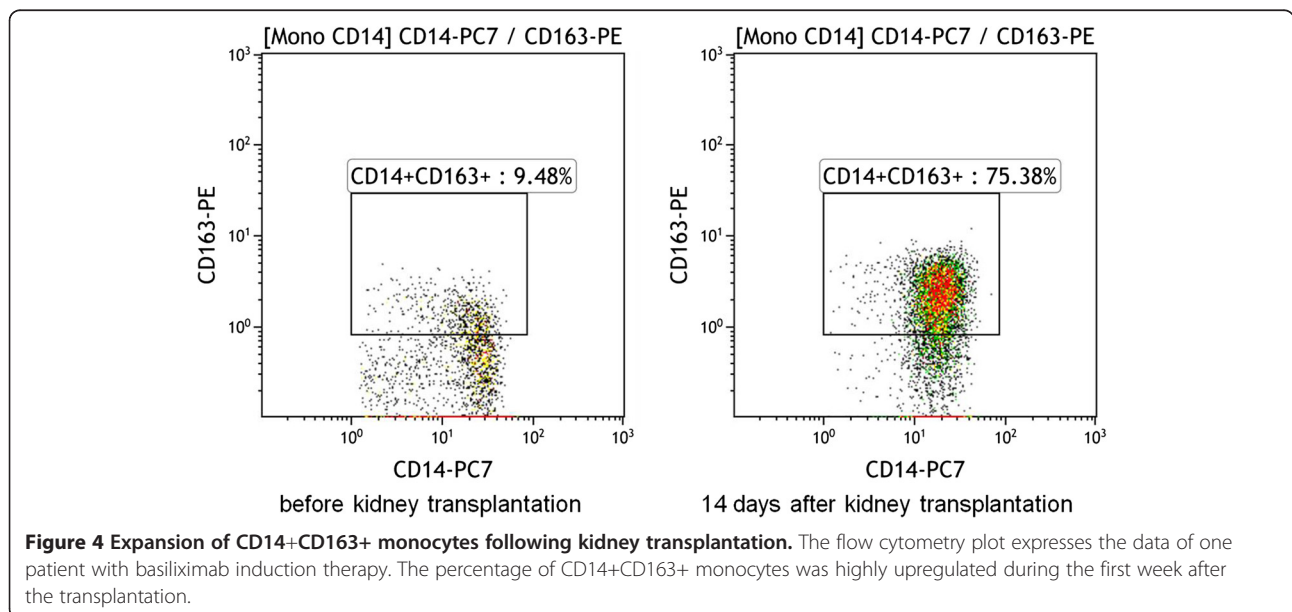 [Mono CD14] CD14-PC7 / CD163-PE
10³
10²
10¹
10⁰
CD163-PE
CD14+CD163+ : 9.48%
10⁰ 10¹ 10² 10³
CD14-PC7
before kidney transplantation
[Mono CD14] CD14-PC7 / CD163-PE
10³
10²
10¹
10⁰
CD163-PE
CD14+CD163+ : 75.38%
10⁰ 10¹ 10² 10³
CD14-PC7
14 days after kidney transplantation
Figure 4 Expansion of CD14+CD163+ monocytes following kidney transplantation. The flow cytometry plot expresses the data of one
patient with basiliximab induction therapy. The percentage of CD14+CD163+ monocytes was highly upregulated during the first week after
the transplantation.